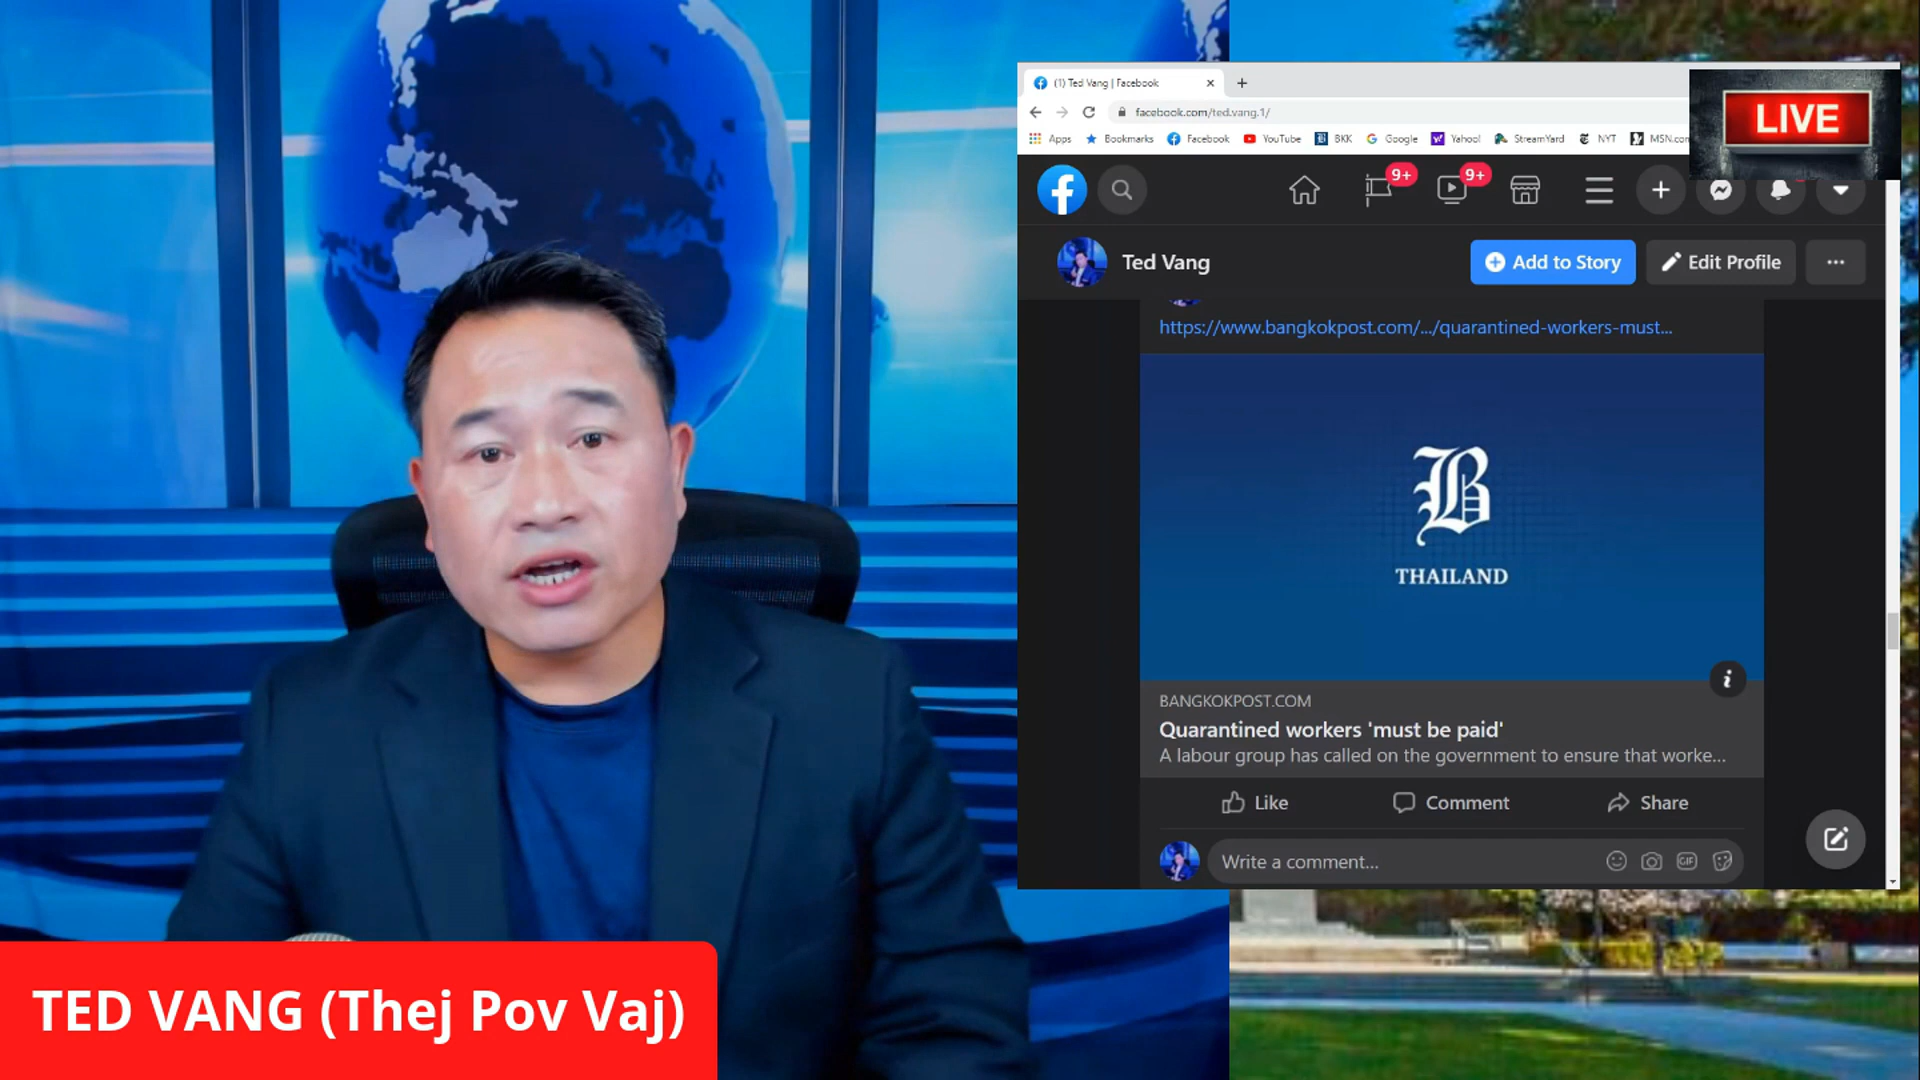 (1) Ted Vang | Facebook
facebook.com/ted.vang.1/
Apps Bookmarks Facebook YouTube BKK Google Yahoo! StreamYard NYT MSN.com
LIVE
9+ 9+
Ted Vang
Add to Story
Edit Profile
https://www.bangkokpost.com/.../quarantined-workers-must...
B
THAILAND
BANGKOKPOST.COM
Quarantined workers 'must be paid'
A labour group has called on the government to ensure that worke...
Like Comment Share
Write a comment...
GIF
TED VANG (Thej Pov Vaj)